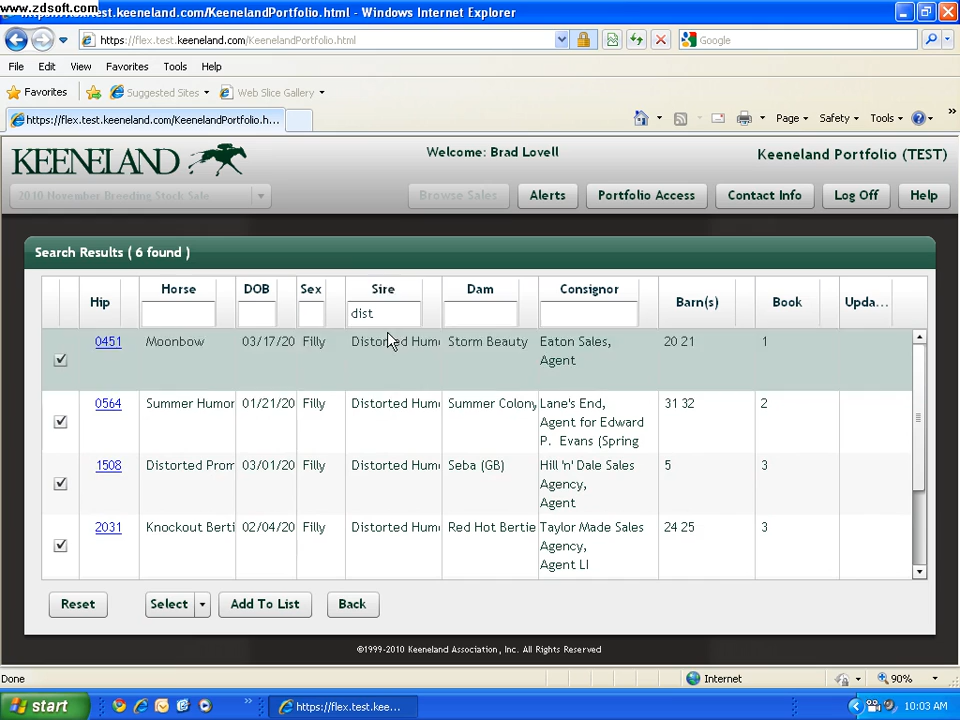 www.zdsoft.com
https://flex.test.keeneland.com/KeenelandPortfolio.html - Windows Internet Explorer
https://flex.test.keeneland.com/KeenelandPortfolio.html
Google
File Edit View Favorites Tools Help
Favorites Suggested Sites Web Slice Gallery
https://flex.test.keeneland.com/KeenelandPortfolio.h...
Page Safety Tools »
KEENELAND
Welcome: Brad Lovell
Keeneland Portfolio (TEST)
2010 November Breeding Stock Sale
Browse Sales Alerts Portfolio Access Contact Info Log Off Help
Search Results ( 6 found )
Hip Horse DOB Sex Sire Dam Consignor Barn(s) Book Upda...
dist
0451 Moonbow 03/17/20 Filly Distorted Hum Storm Beauty Eaton Sales, 20 21 1
Agent
0564 Summer Humor 01/21/20 Filly Distorted Hum Summer Colony Lane's End, 31 32 2
Agent for Edward
P. Evans (Spring
1508 Distorted Prom 03/01/20 Filly Distorted Hum Seba (GB) Hill 'n' Dale Sales 5 3
Agency,
Agent
2031 Knockout Berti 02/04/20 Filly Distorted Hum Red Hot Bertie Taylor Made Sales 24 25 3
Agency,
Agent LI
Reset Select Add To List Back
©1999-2010 Keeneland Association, Inc. All Rights Reserved
Done Internet 90%
start » https://flex.test.kee... 10:03 AM